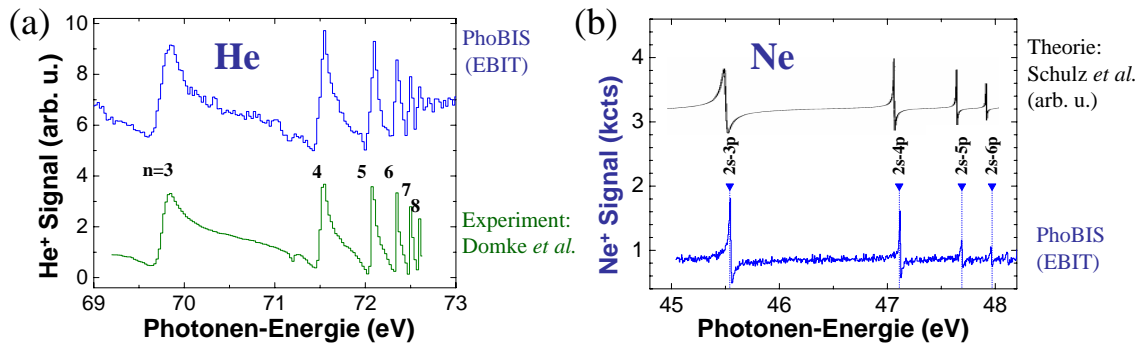 (a)
He⁺ Signal (arb. u.)
10
8
6
4
2
0
He
PhoBIS
(EBIT)
n=3
4
5
6
7
8
Experiment:
Domke et al.
69
70
71
72
73
Photonen-Energie (eV)
(b)
Ne⁺ Signal (kcts)
4
3
2
1
Ne
Theorie:
Schulz et al.
(arb. u.)
2s-3p
2s-4p
2s-5p
2s-6p
PhoBIS
(EBIT)
45
46
47
48
Photonen-Energie (eV)